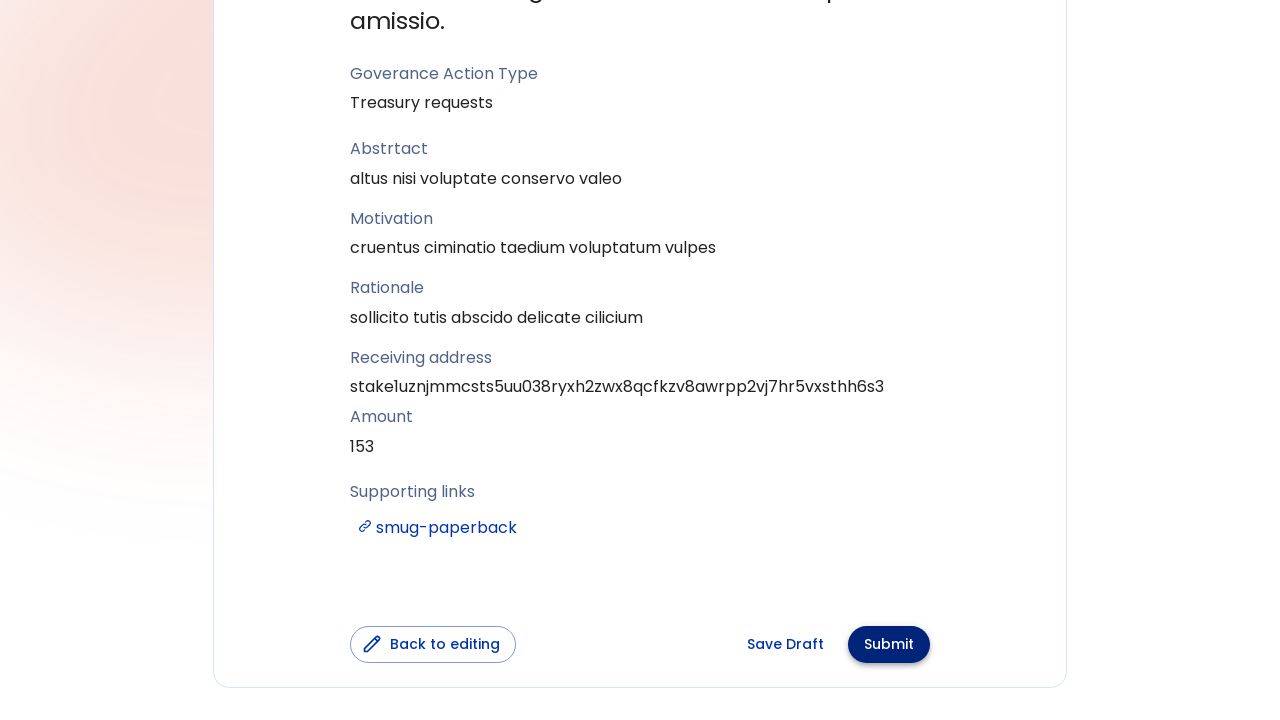 amissio.
Goverance Action Type
Treasury requests
Abstrtact
altus nisi voluptate conservo valeo
Motivation
cruentus ciminatio taedium voluptatum vulpes
Rationale
sollicito tutis abscido delicate cilicium
Receiving address
stake1uznjmmcsts5uu038ryxh2zwx8qcfkzv8awrpp2vj7hr5vxsthh6s3
Amount
153
Supporting links
smug-paperback
Back to editing
Save Draft
Submit